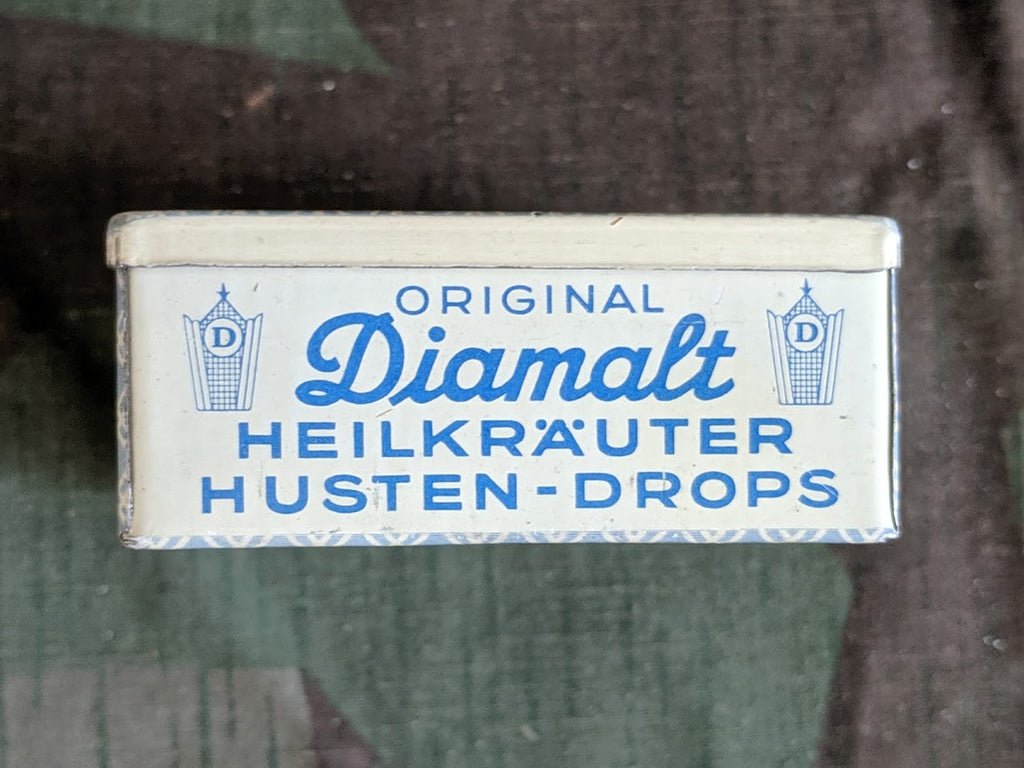 ORIGINAL
D Diamalt D
HEILKRÄUTER
HUSTEN-DROPS